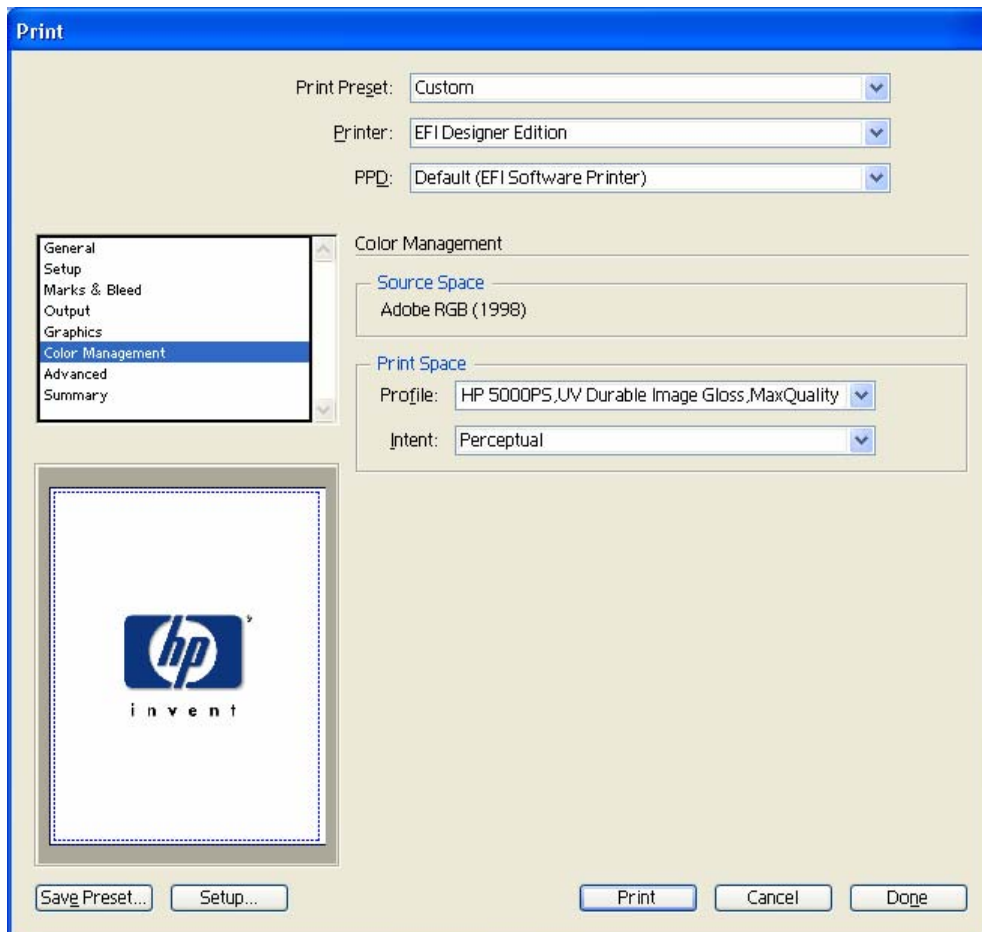 Print
Print Preset: Custom
Printer: EFI Designer Edition
PPD: Default (EFI Software Printer)
General
Setup
Marks & Bleed
Output
Graphics
Color Management
Advanced
Summary
Color Management
Source Space
Adobe RGB (1998)
Print Space
Profile: HP 5000PS,UV Durable Image Gloss,MaxQuality
Intent: Perceptual
hp
invent
Save Preset...
Setup...
Print
Cancel
Done